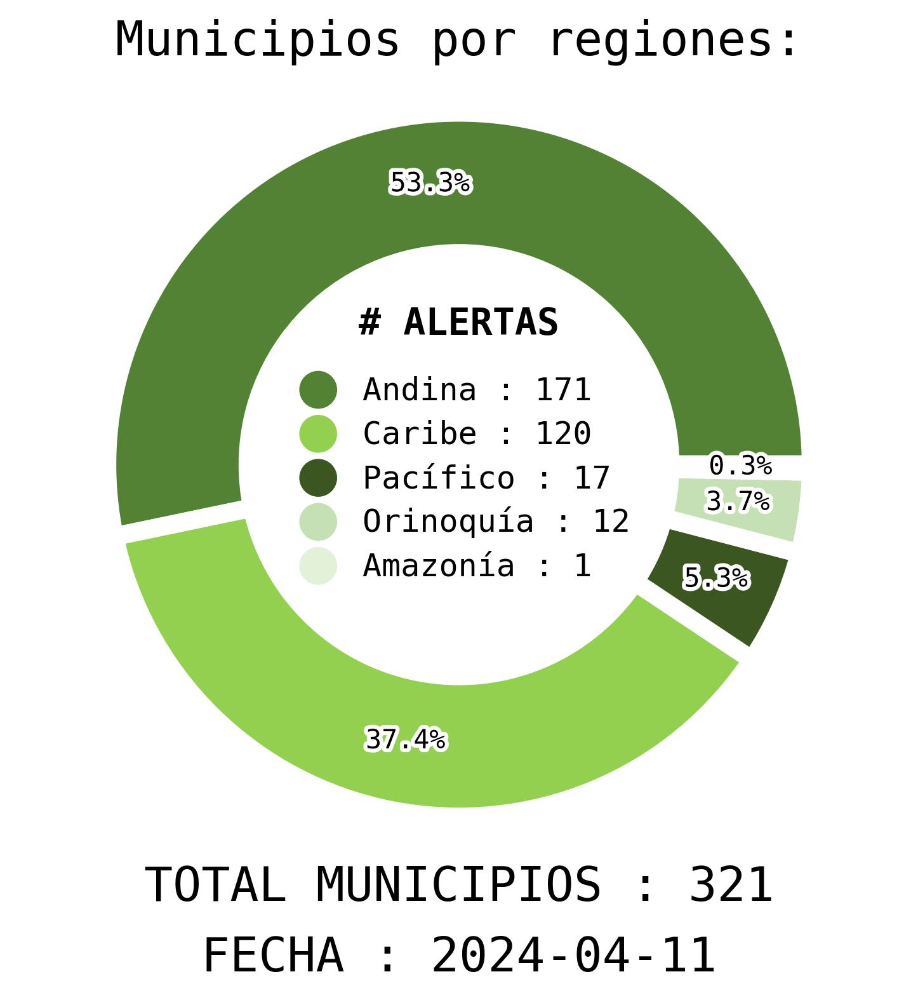 Municipios por regiones:
53.3%
# ALERTAS
Andina : 171
Caribe : 120
Pacífico : 17
Orinoquía : 12
Amazonía : 1
0.3%
3.7%
5.3%
37.4%
TOTAL MUNICIPIOS : 321
FECHA : 2024-04-11